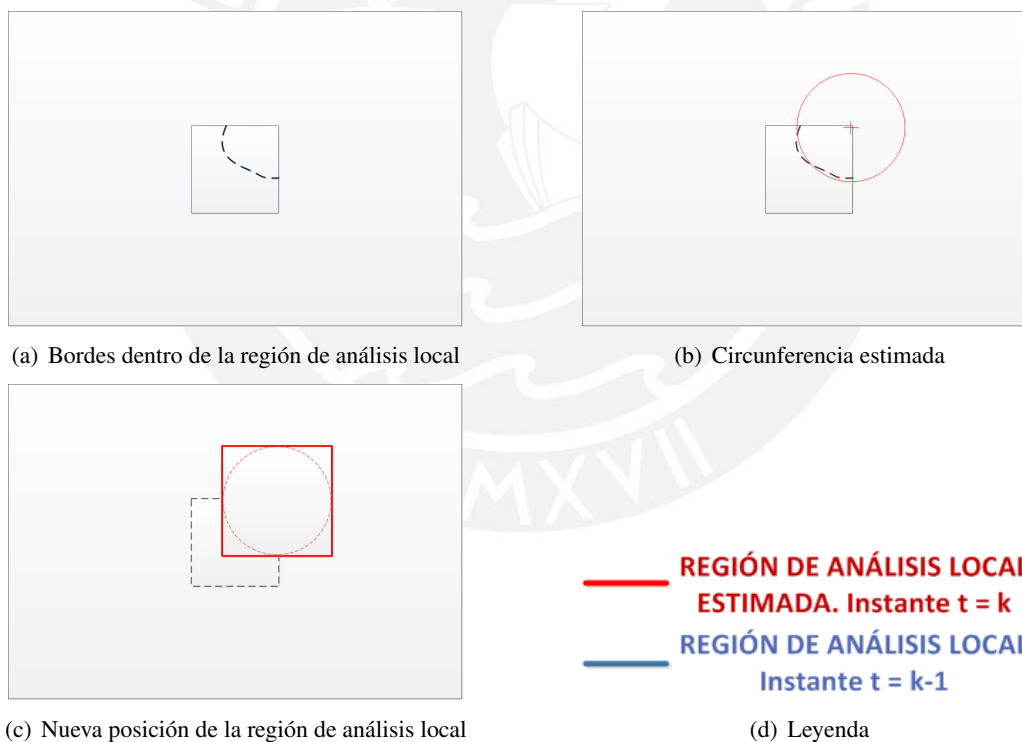 (a) Bordes dentro de la región de análisis local
(b) Circunferencia estimada
MXVII
REGIÓN DE ANÁLISIS LOCAL
ESTIMADA. Instante t = k
REGIÓN DE ANÁLISIS LOCAL
Instante t = k-1
(c) Nueva posición de la región de análisis local
(d) Leyenda